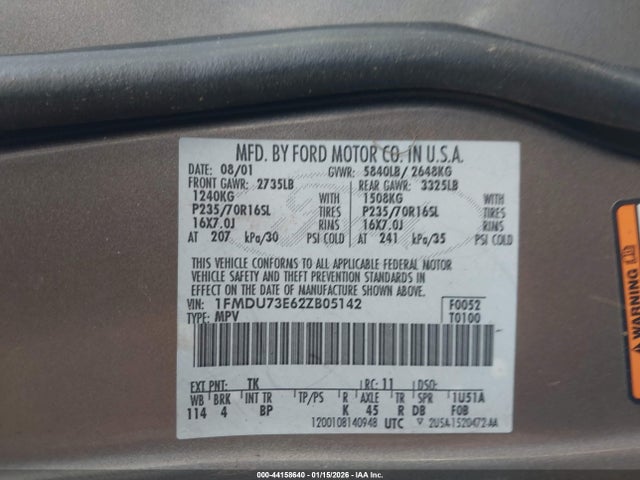 MFD. BY FORD MOTOR CO. IN U.S.A.
DATE: 08/01 GVWR: 5840LB/ 2648KG
FRONT GAWR: 2735LB REAR GAWR: 3325LB
1240KG WITH 1508KG WITH
P235/70R16SL TIRES P235/70R16SL TIRES
16X7.0J RIMS 16X7.0J RIMS
AT 207 kPa/30 PSI COLD AT 241 kPa/35 PSI COLD
THIS VEHICLE CONFORMS TO ALL APPLICABLE FEDERAL MOTOR
VEHICLE SAFETY AND THEFT PREVENTION STANDARDS IN
EFFECT ON THE DATE OF MANUFACTURE SHOWN ABOVE.
VIN: 1FMDU73E62ZB05142 F0052
TYPE: MPV T0100
EXT PNT: TK RC: 11 DSO:
WB BRK INT TR TP/PS R AXLE TR SPR 1U51A
114 4 BP K 45 R DB F0B
1200108140948 UTC 2U5A-1520472-AA
WARNING
000-44158640 - 01/15/2026 - IAA Inc.